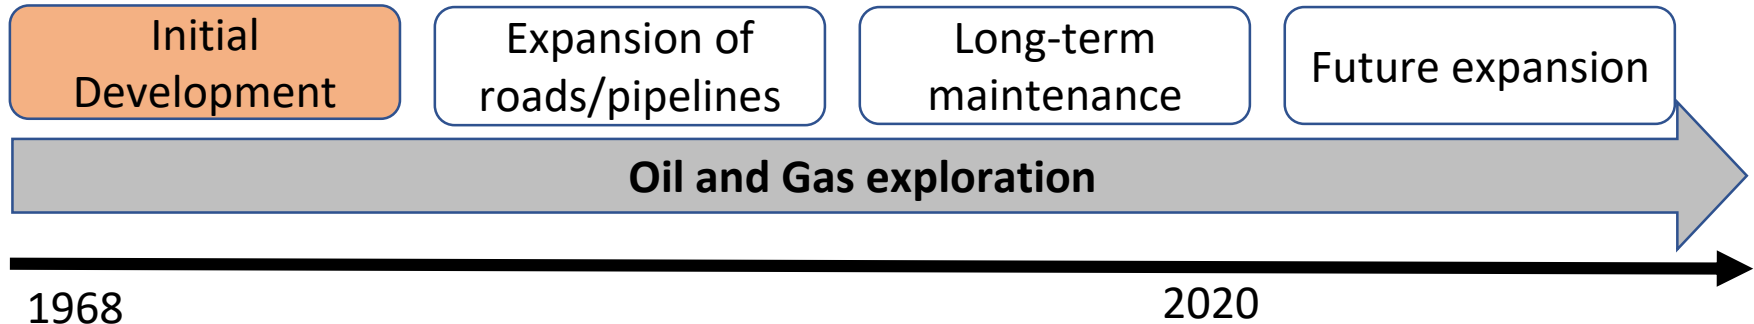 Initial
Development
Expansion of
roads/pipelines
Long-term
maintenance
Future expansion
Oil and Gas exploration
1968
2020